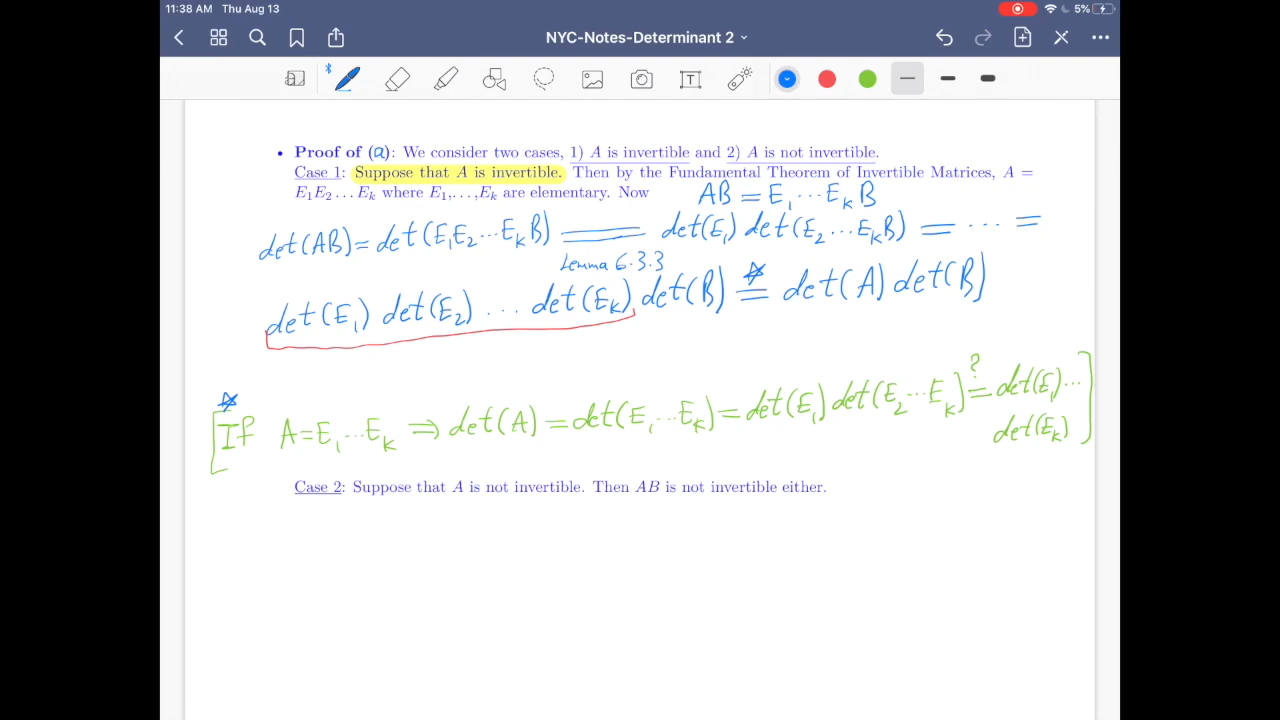 11:38 AM Thu Aug 13
5%
NYC-Notes-Determinant 2
• Proof of (a): We consider two cases, 1) A is invertible and 2) A is not invertible.
Case 1: Suppose that A is invertible. Then by the Fundamental Theorem of Invertible Matrices, A =
E₁E₂ … Eₖ where E₁,…,Eₖ are elementary. Now
AB = E₁ ⋯ Eₖ B
det(AB) = det(E₁E₂ ⋯ EₖB) = det(E₁) det(E₂ ⋯ EₖB) = ⋯ =
Lemma 6.3.3
det(E₁) det(E₂) ⋯ det(Eₖ) det(B) =☆ det(A) det(B)
☆
[If A = E₁ ⋯ Eₖ ⇒ det(A) = det(E₁ ⋯ Eₖ) = det(E₁) det(E₂ ⋯ Eₖ) =? det(E₁) ⋯
det(Eₖ)]
Case 2: Suppose that A is not invertible. Then AB is not invertible either.